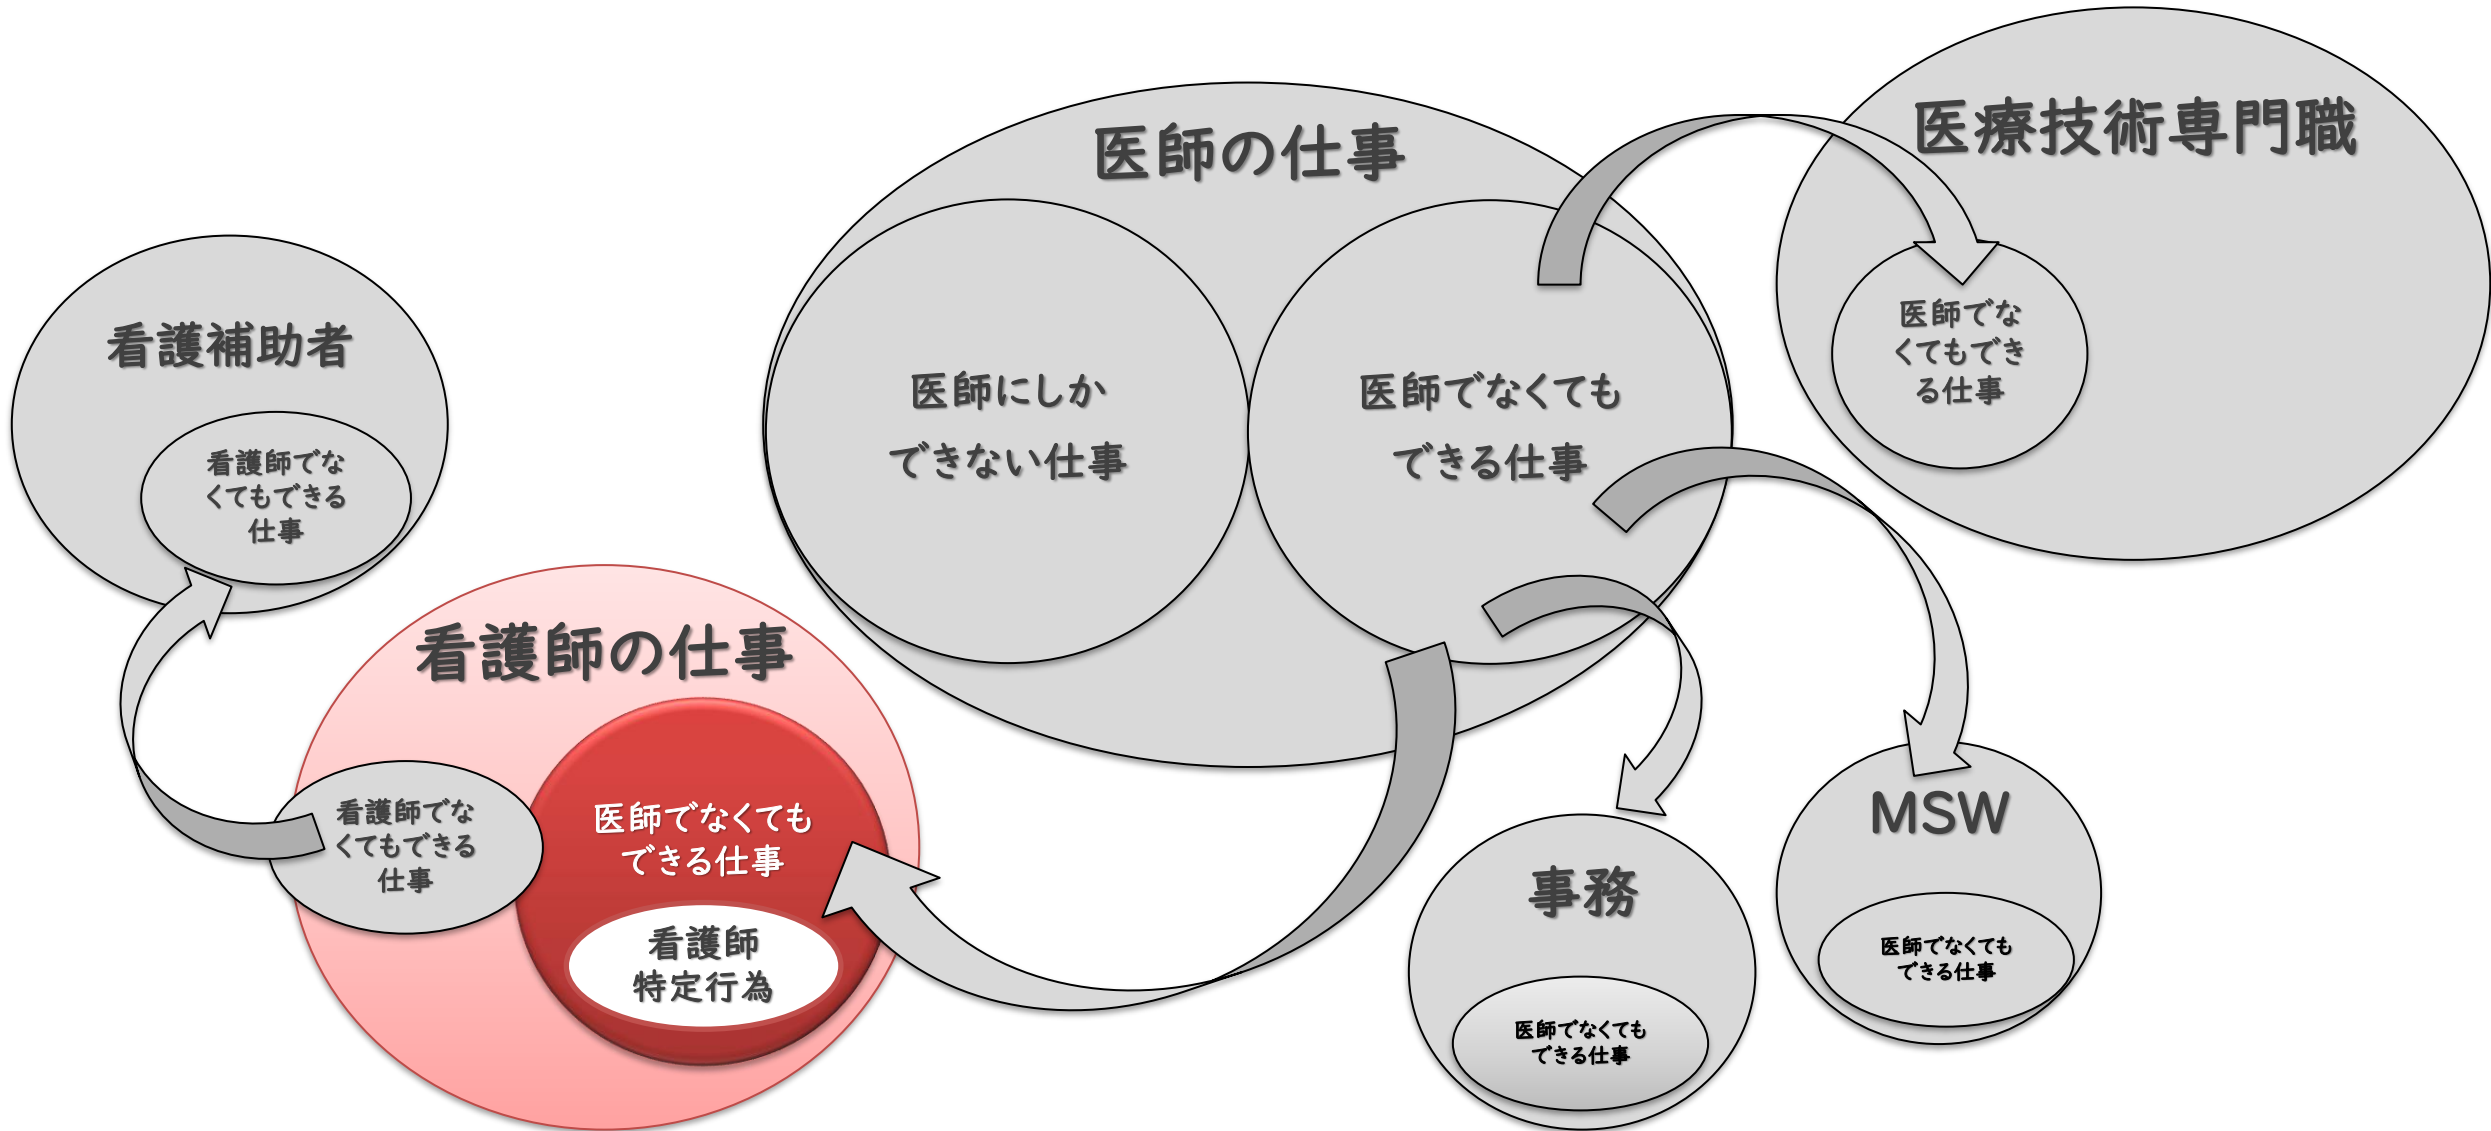 医師の仕事
医師にしか
できない仕事
医師でなくても
できる仕事
医療技術専門職
医師でな
くてもでき
る仕事
看護補助者
看護師でな
くてもできる
仕事
看護師の仕事
看護師でな
くてもできる
仕事
医師でなくても
できる仕事
看護師
特定行為
事務
医師でなくても
できる仕事
MSW
医師でなくても
できる仕事